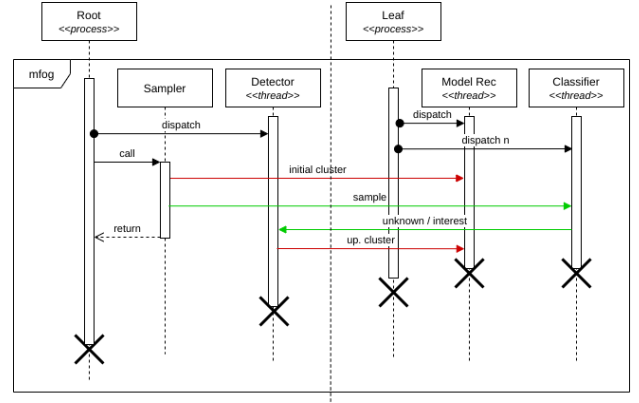 Root
<<process>>
Leaf
<<process>>
mfog
Sampler
Detector
<<thread>>
Model Rec
<<thread>>
Classifier
<<thread>>
dispatch
dispatch
dispatch n
call
initial cluster
sample
unknown / interest
return
up. cluster